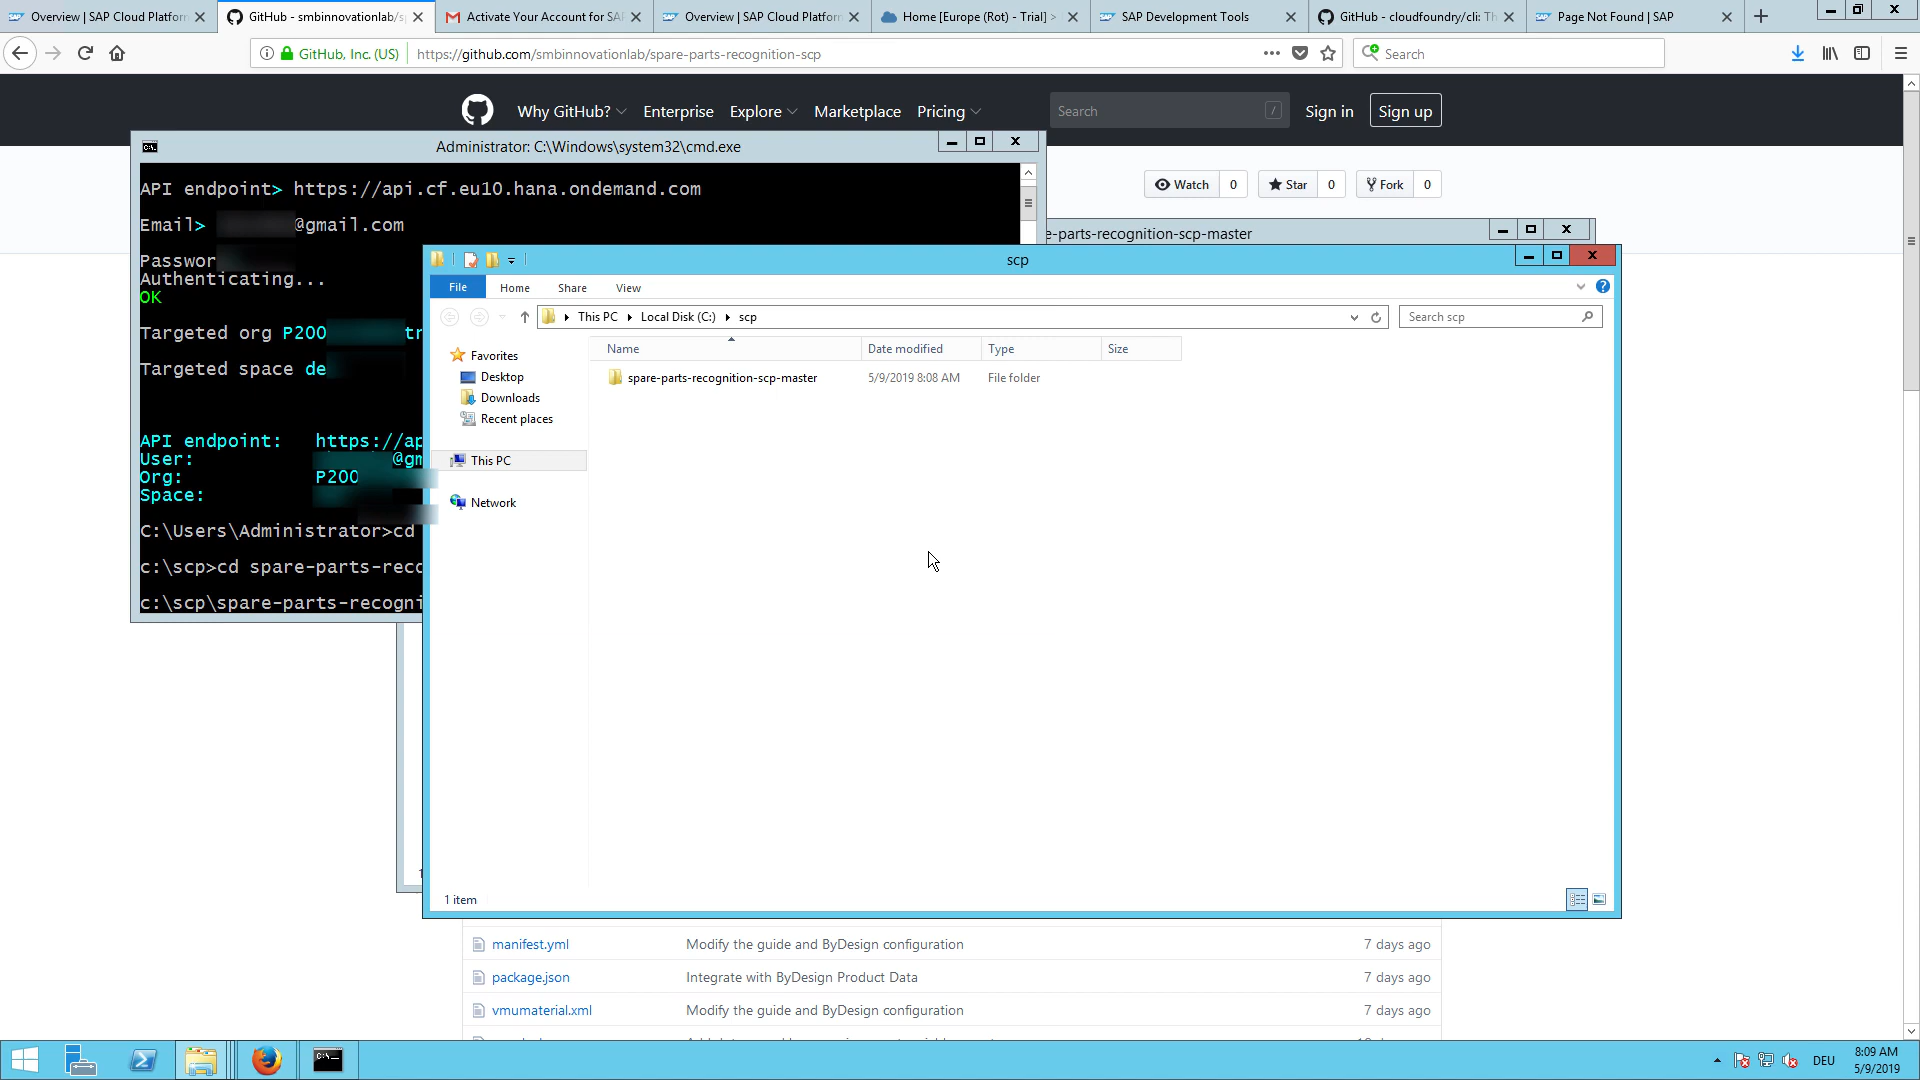 Overview | SAP Cloud Platform
GitHub - smbinnovationlab/s
Activate Your Account for SAP
Overview | SAP Cloud Platform
Home [Europe (Rot) - Trial] >
SAP Development Tools
GitHub - cloudfoundry/cli: Th
Page Not Found | SAP
GitHub, Inc. (US)
https://github.com/smbinnovationlab/spare-parts-recognition-scp
Search
Why GitHub?
Enterprise
Explore
Marketplace
Pricing
Search
/
Sign in
Sign up
Administrator: C:\Windows\system32\cmd.exe
Watch 0
Star 0
Fork 0
API endpoint> https://api.cf.eu10.hana.ondemand.com
Email> @gmail.com
Passwor
Authenticating...
OK
Targeted org P200 tr
Targeted space de
API endpoint: https://ap
User: @gm
Org: P200
Space:
C:\Users\Administrator>cd
c:\scp>cd spare-parts-reco
c:\scp\spare-parts-recogni
e-parts-recognition-scp-master
scp
File
Home
Share
View
This PC
Local Disk (C:)
scp
Search scp
Name
Date modified
Type
Size
spare-parts-recognition-scp-master
5/9/2019 8:08 AM
File folder
Favorites
Desktop
Downloads
Recent places
This PC
Network
1 item
manifest.yml Modify the guide and ByDesign configuration 7 days ago
package.json Integrate with ByDesign Product Data 7 days ago
vmumaterial.xml Modify the guide and ByDesign configuration 7 days ago
DEU
8:09 AM
5/9/2019